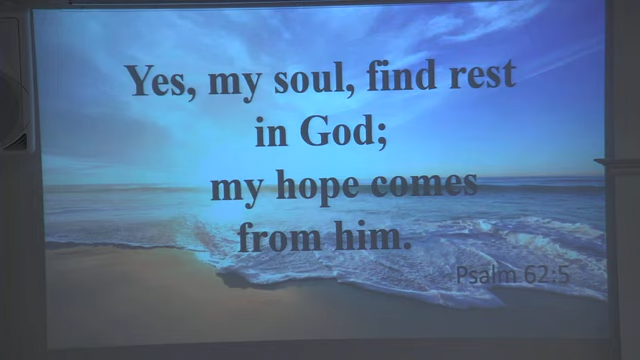 Yes, my soul, find rest
in God;
my hope comes
from him.
Psalm 62:5